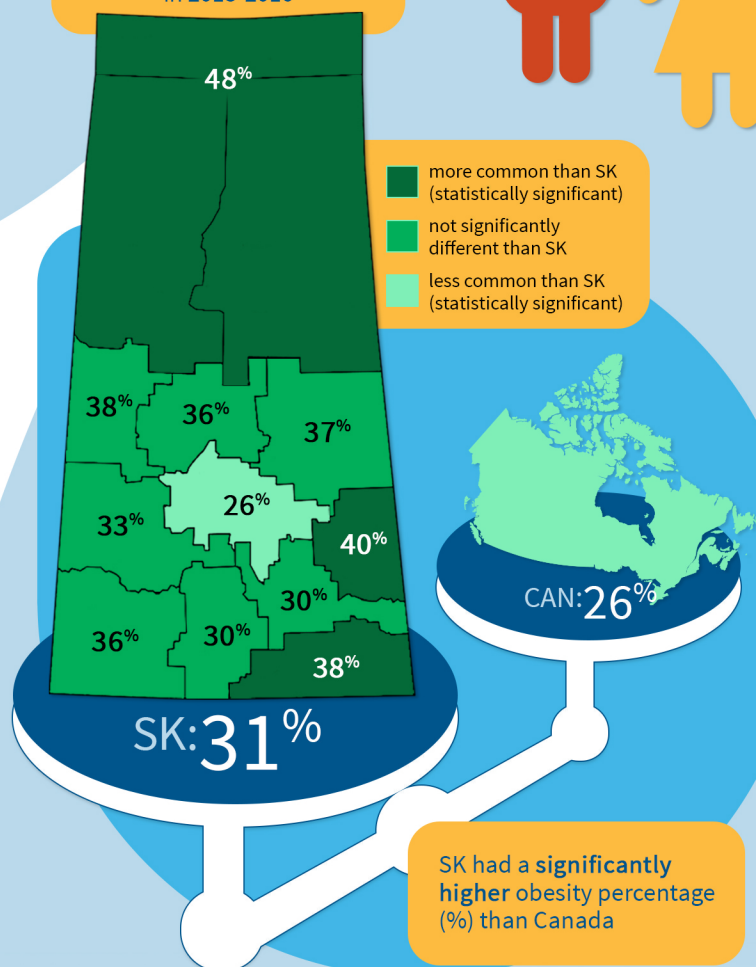 48%
more common than SK
(statistically significant)
not significantly
different than SK
less common than SK
(statistically significant)
38%
36%
37%
26%
33%
40%
30%
36%
30%
38%
CAN:26%
SK:31%
SK had a significantly
higher obesity percentage
(%) than Canada